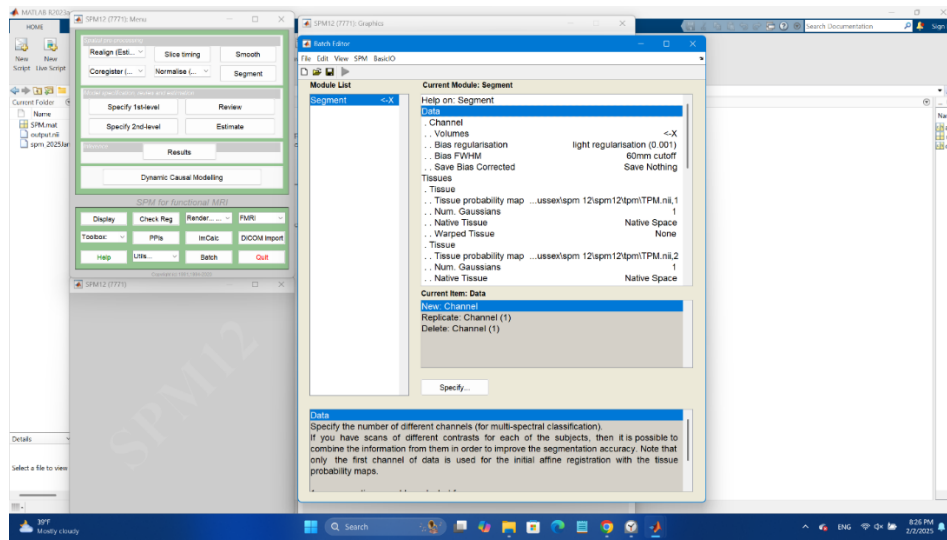 MATLAB R2023a
HOME
New
Script
New
Live Script
Search Documentation
Sign
Current Folder
Name
SPM.mat
output.nii
spm 2025Jan
Details
Select a file to view
SPM12 (7771): Menu
Realign (Esti...
Slice timing
Smooth
Coregister (...
Normalise (...
Segment
Specify 1st-level
Review
Specify 2nd-level
Estimate
Results
Dynamic Causal Modelling
SPM for functional MRI
Display
Check Reg
Render...
FMRI
Toolbox:
PPIs
ImCalc
DICOM Import
Help
Utils...
Batch
Quit
SPM12 (7771)
SPM12
SPM12 (7771): Graphics
Batch Editor
File Edit View SPM BasicIO
Module List
Segment <-X
Current Module: Segment
Help on: Segment
Data
. Channel
. . Volumes <-X
. . Bias regularisation light regularisation (0.001)
. . Bias FWHM 60mm cutoff
. . Save Bias Corrected Save Nothing
Tissues
. Tissue
. . Tissue probability map ...ussex\spm 12\spm12\tpm\TPM.nii,1
. . Num. Gaussians 1
. . Native Tissue Native Space
. . Warped Tissue None
. Tissue
. . Tissue probability map ...ussex\spm 12\spm12\tpm\TPM.nii,2
. . Num. Gaussians 1
. . Native Tissue Native Space
Current Item: Data
New: Channel
Replicate: Channel (1)
Delete: Channel (1)
Specify...
Data
Specify the number of different channels (for multi-spectral classification).
If you have scans of different contrasts for each of the subjects, then it is possible to
combine the information from them in order to improve the segmentation accuracy. Note that
only the first channel of data is used for the initial affine registration with the tissue
probability maps.
Na
39°F
Mostly cloudy
Search
ENG
8:26 PM
2/2/2025